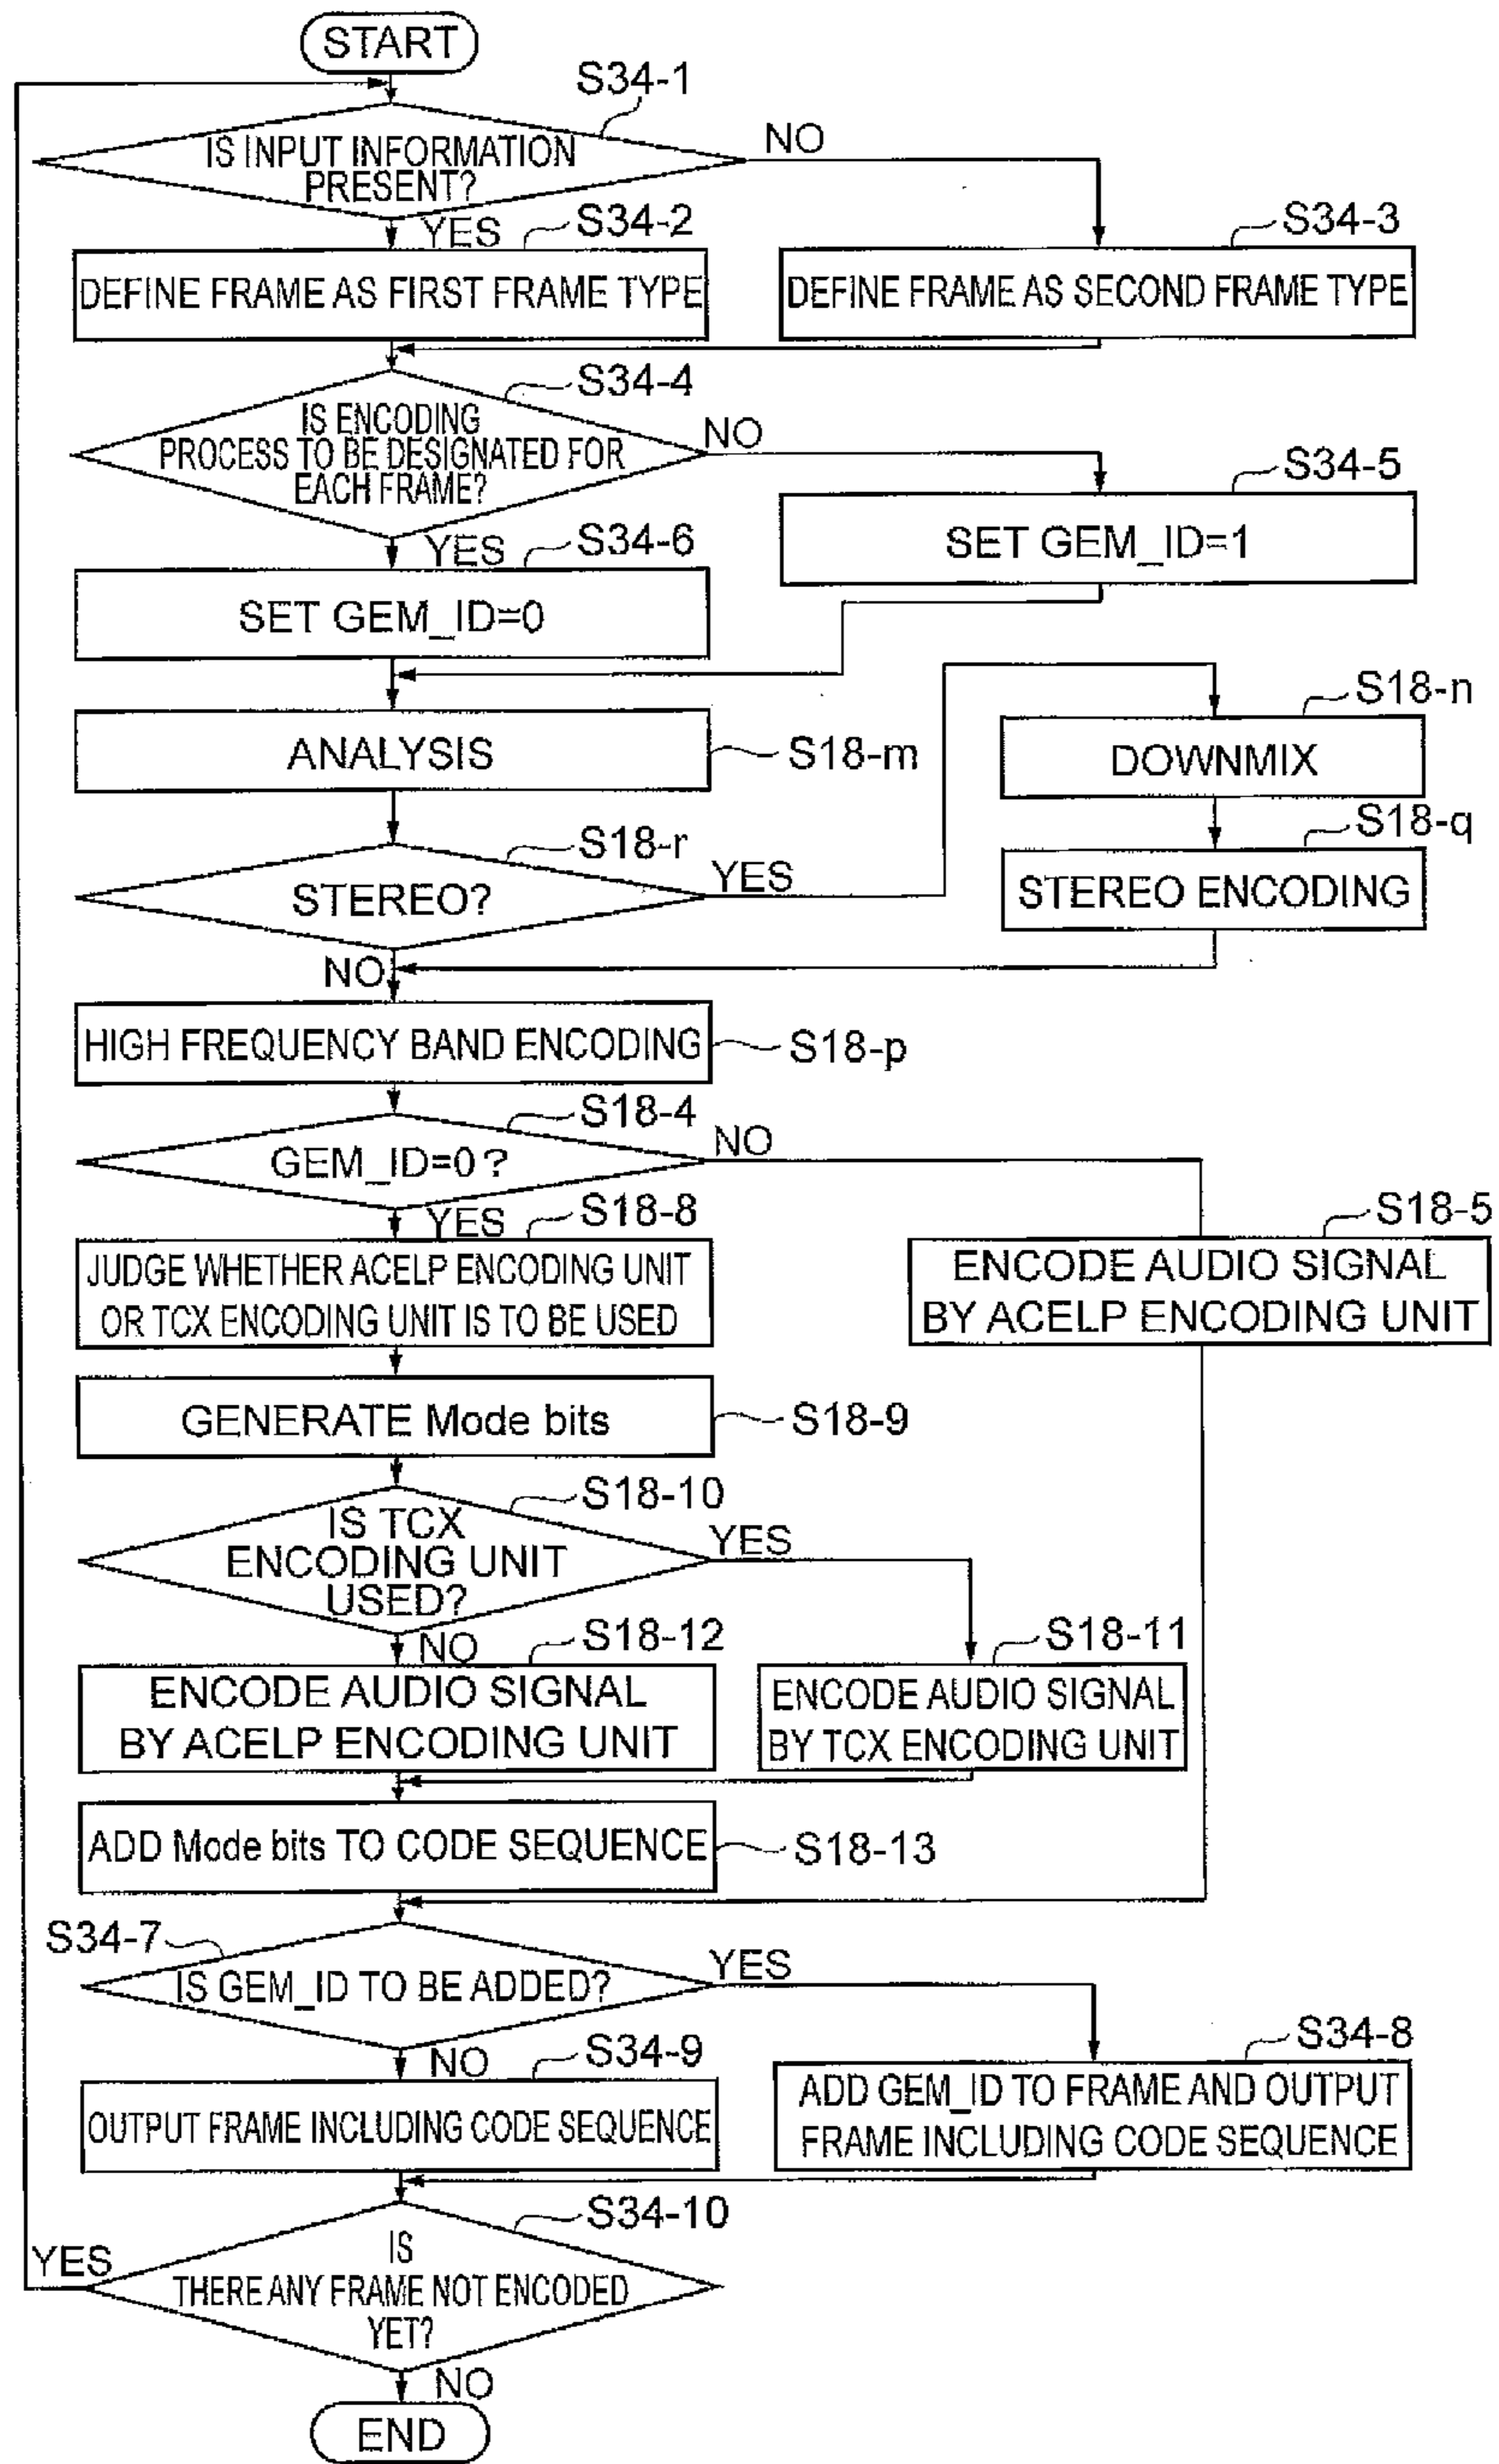 START
S34-1
IS INPUT INFORMATION
PRESENT?
NO
YES
S34-2
S34-3
DEFINE FRAME AS FIRST FRAME TYPE
DEFINE FRAME AS SECOND FRAME TYPE
S34-4
IS ENCODING
PROCESS TO BE DESIGNATED FOR
EACH FRAME?
NO
S34-5
YES
S34-6
SET GEM_ID=1
SET GEM_ID=0
S18-n
ANALYSIS
S18-m
DOWNMIX
S18-q
S18-r
STEREO?
YES
STEREO ENCODING
NO
HIGH FREQUENCY BAND ENCODING
S18-p
S18-4
GEM_ID=0?
NO
YES
S18-8
S18-5
JUDGE WHETHER ACELP ENCODING UNIT
OR TCX ENCODING UNIT IS TO BE USED
ENCODE AUDIO SIGNAL
BY ACELP ENCODING UNIT
GENERATE Mode bits
S18-9
S18-10
IS TCX
ENCODING UNIT
USED?
YES
NO
S18-12
S18-11
ENCODE AUDIO SIGNAL
BY ACELP ENCODING UNIT
ENCODE AUDIO SIGNAL
BY TCX ENCODING UNIT
ADD Mode bits TO CODE SEQUENCE
S18-13
S34-7
IS GEM_ID TO BE ADDED?
YES
NO
S34-9
S34-8
OUTPUT FRAME INCLUDING CODE SEQUENCE
ADD GEM_ID TO FRAME AND OUTPUT
FRAME INCLUDING CODE SEQUENCE
S34-10
YES
IS
THERE ANY FRAME NOT ENCODED
YET?
NO
END